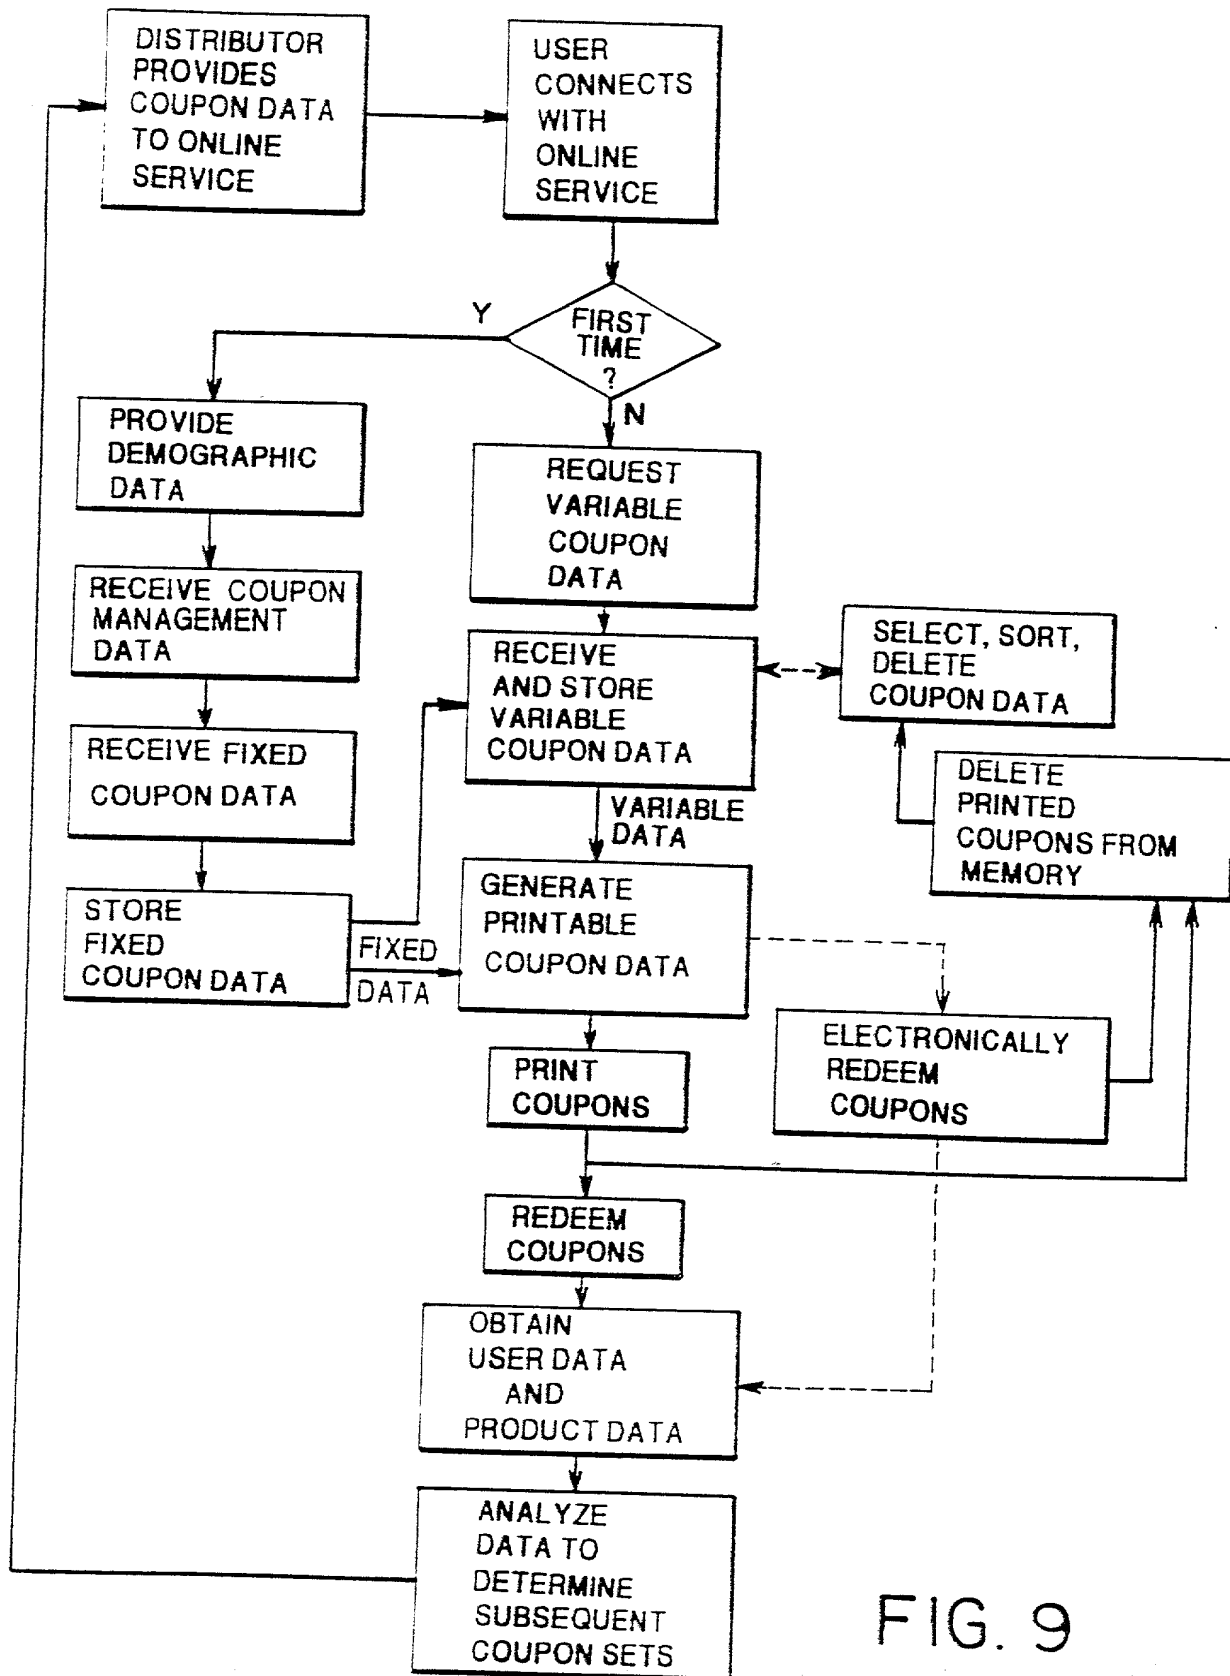 DISTRIBUTOR
PROVIDES
COUPON DATA
TO ONLINE
SERVICE
USER
CONNECTS
WITH
ONLINE
SERVICE
FIRST
TIME
?
Y
N
PROVIDE
DEMOGRAPHIC
DATA
REQUEST
VARIABLE
COUPON
DATA
RECEIVE COUPON
MANAGEMENT
DATA
RECEIVE
AND STORE
VARIABLE
COUPON DATA
SELECT, SORT,
DELETE
COUPON DATA
RECEIVE FIXED
COUPON DATA
VARIABLE
DATA
DELETE
PRINTED
COUPONS FROM
MEMORY
STORE
FIXED
COUPON DATA
FIXED
DATA
GENERATE
PRINTABLE
COUPON DATA
PRINT
COUPONS
ELECTRONICALLY
REDEEM
COUPONS
REDEEM
COUPONS
OBTAIN
USER DATA
AND
PRODUCT DATA
ANALYZE
DATA TO
DETERMINE
SUBSEQUENT
COUPON SETS
FIG. 9